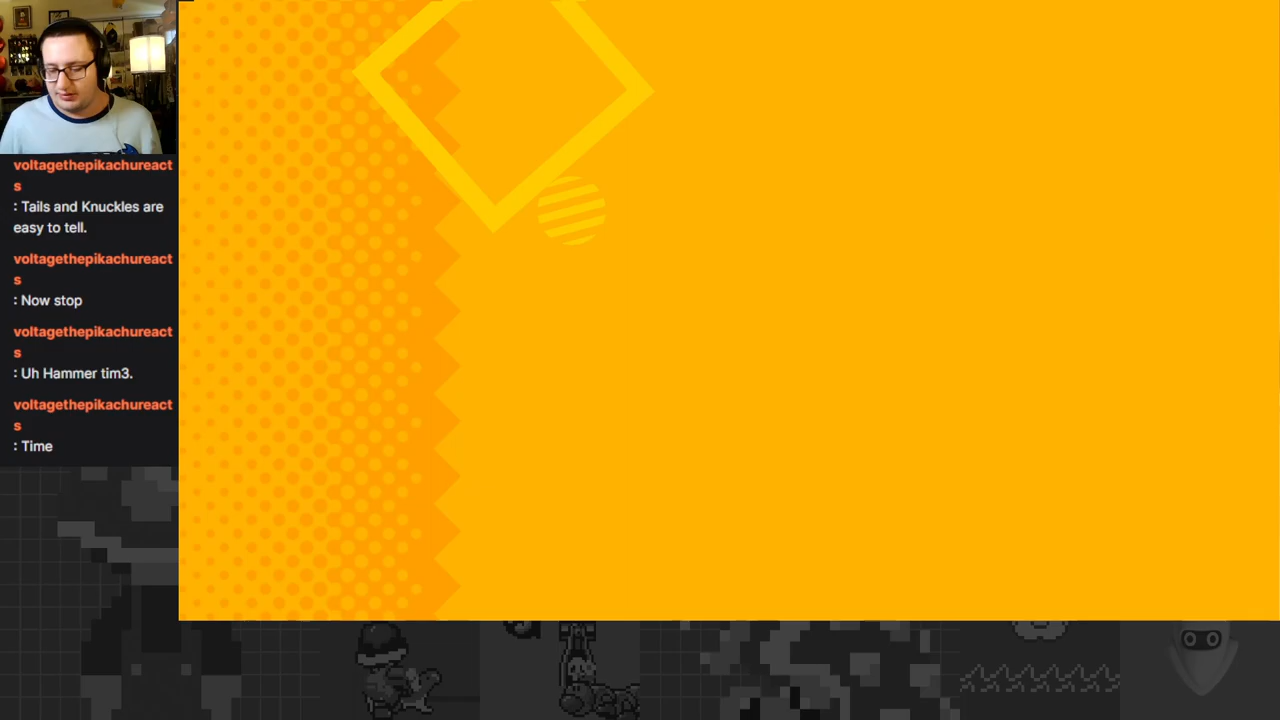 voltagethepikachureact
s
: Tails and Knuckles are
easy to tell.
voltagethepikachureact
s
: Now stop
voltagethepikachureact
s
: Uh Hammer tim3.
voltagethepikachureact
s
: Time